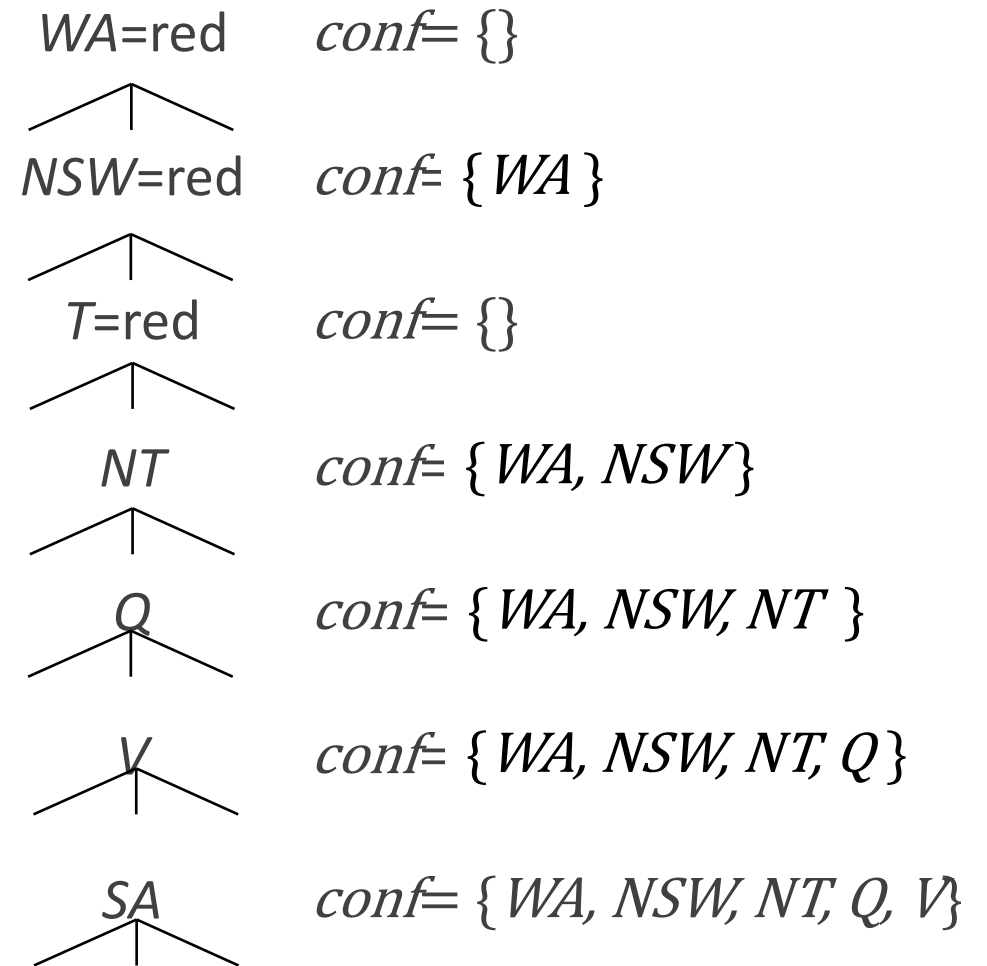 WA=red conf= {}
NSW=red conf= {WA }
T=red conf= {}
NT conf= {WA, NSW}
Q conf= {WA, NSW, NT }
V conf= {WA, NSW, NT, Q}
SA conf= {WA, NSW, NT, Q, V}